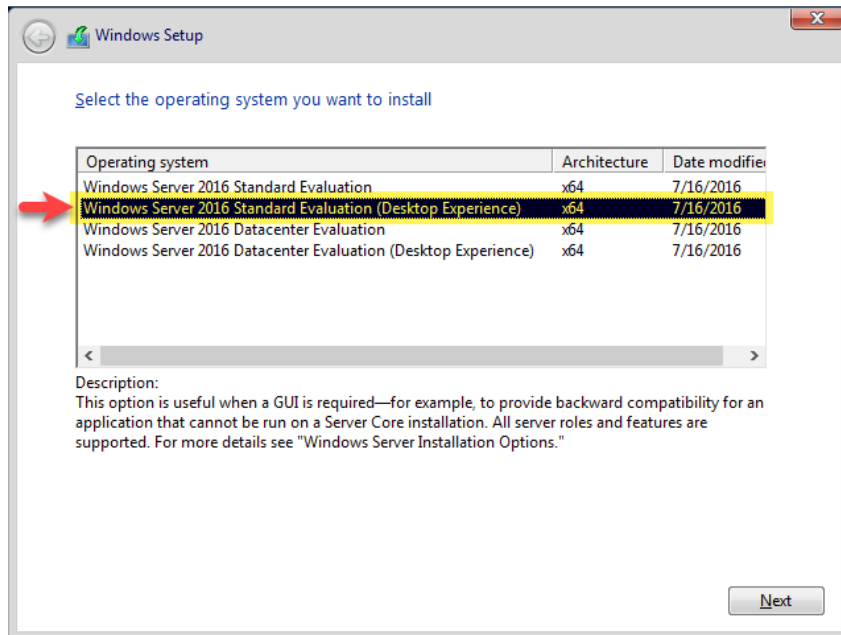 Windows Setup
Select the operating system you want to install
Operating system Architecture Date modified
Windows Server 2016 Standard Evaluation x64 7/16/2016
Windows Server 2016 Standard Evaluation (Desktop Experience) x64 7/16/2016
Windows Server 2016 Datacenter Evaluation x64 7/16/2016
Windows Server 2016 Datacenter Evaluation (Desktop Experience) x64 7/16/2016
Description:
This option is useful when a GUI is required—for example, to provide backward compatibility for an
application that cannot be run on a Server Core installation. All server roles and features are
supported. For more details see "Windows Server Installation Options."
Next